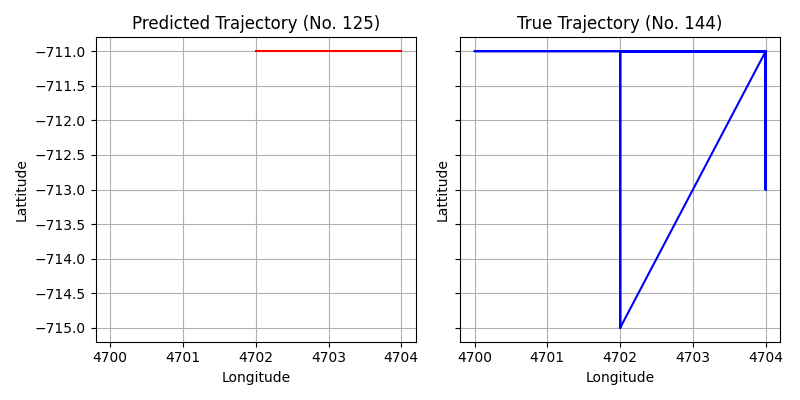 Predicted Trajectory (No. 125)
−711.0
−711.5
−712.0
−712.5
−713.0
−713.5
−714.0
−714.5
−715.0
Lattitude
4700 4701 4702 4703 4704
Longitude
True Trajectory (No. 144)
Lattitude
4700 4701 4702 4703 4704
Longitude